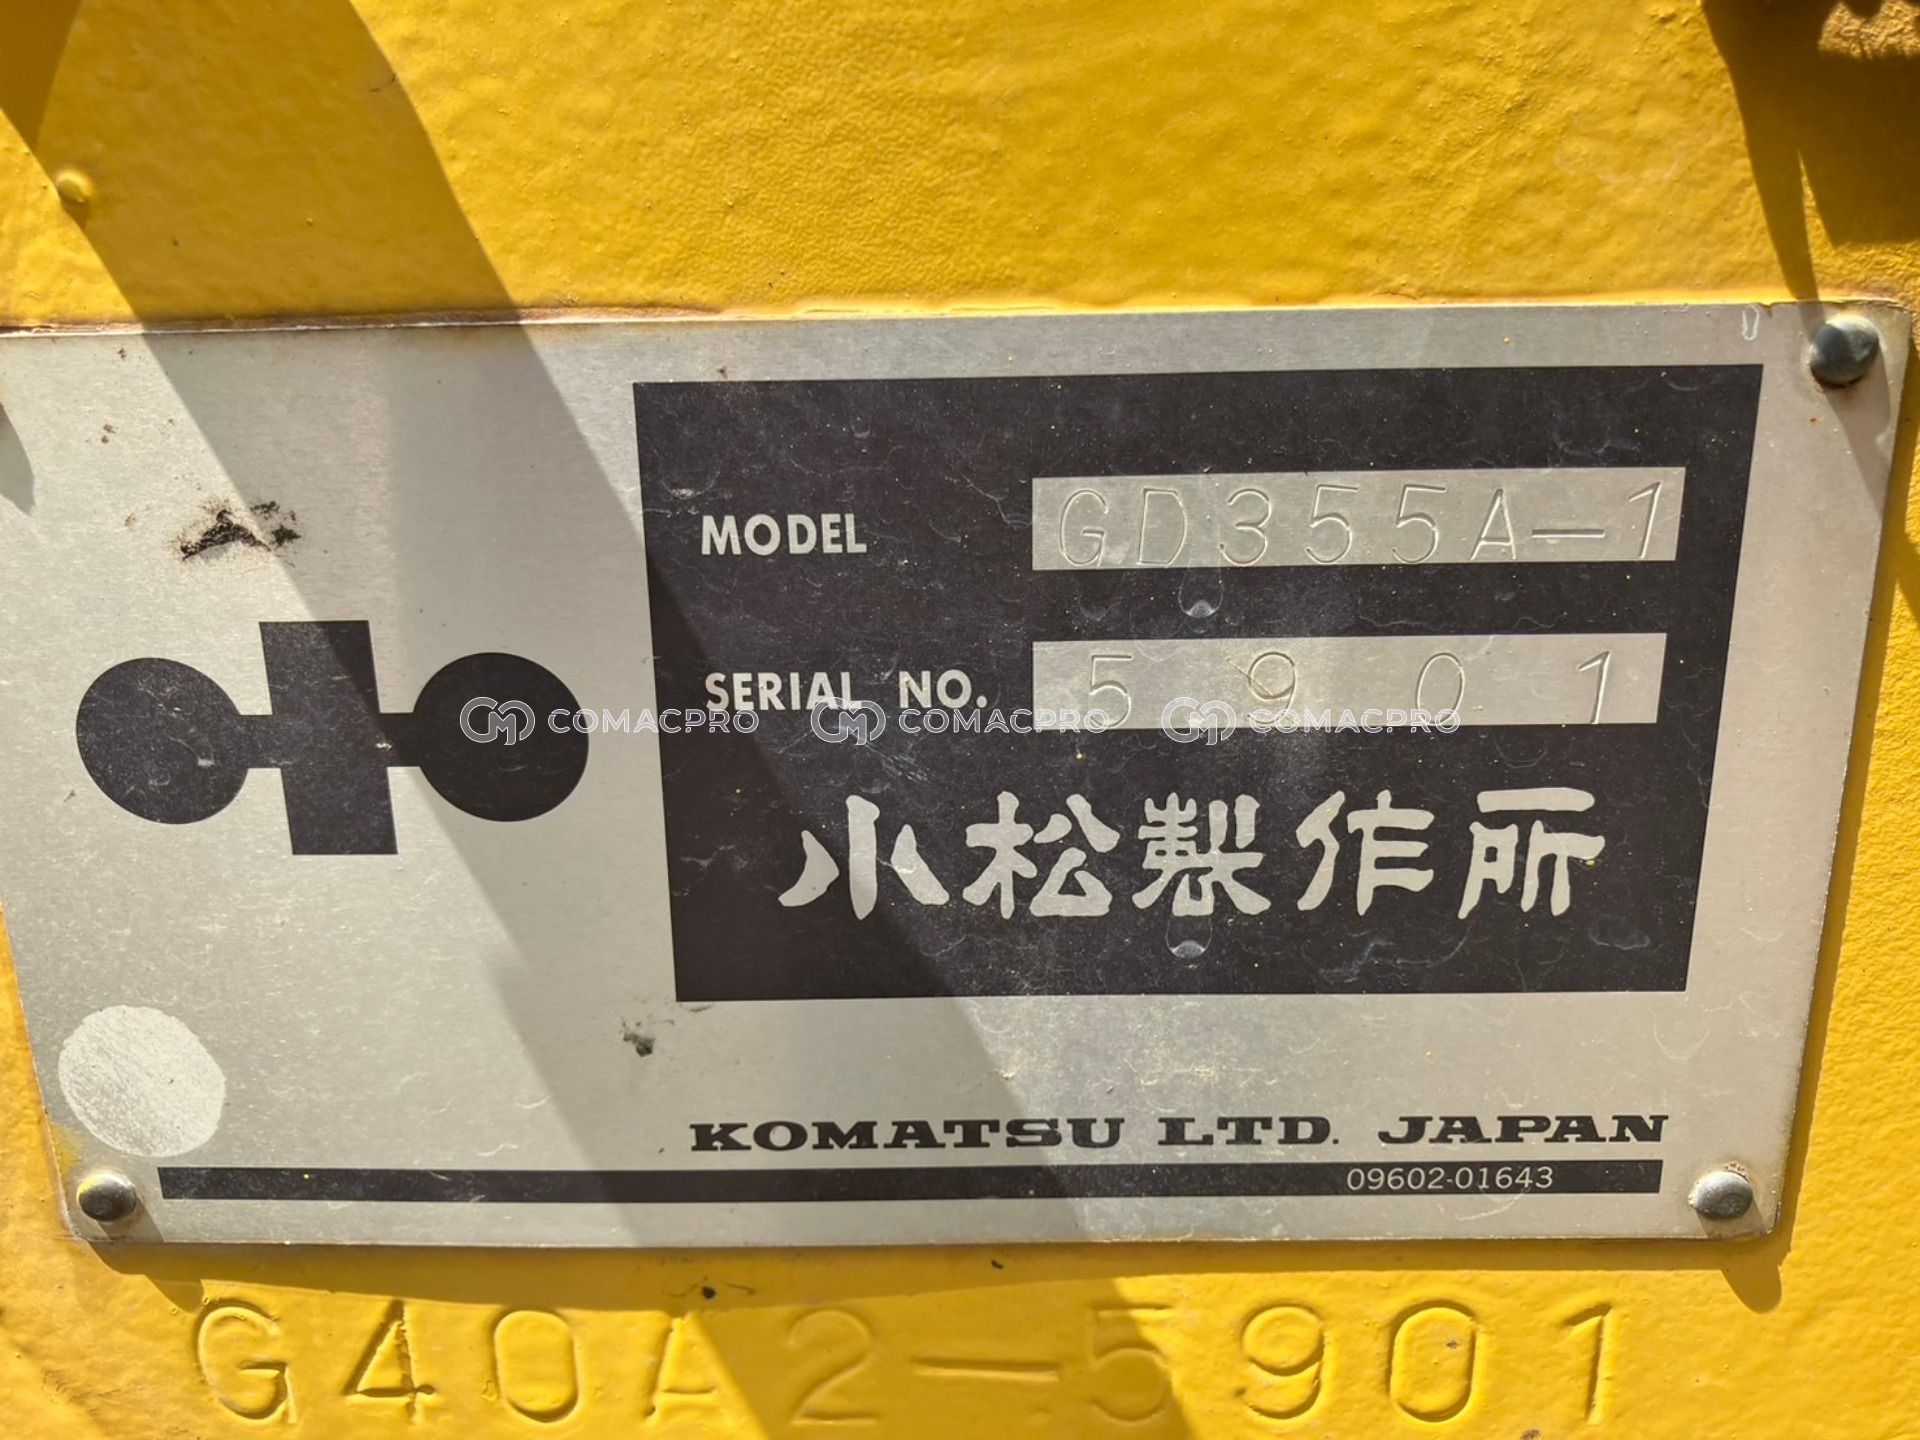 MODEL GD355A-1
SERIAL NO. 5901
COMACPRO COMACPRO COMACPRO
小松製作所
KOMATSU LTD. JAPAN
09602-01643
G40A2-5901